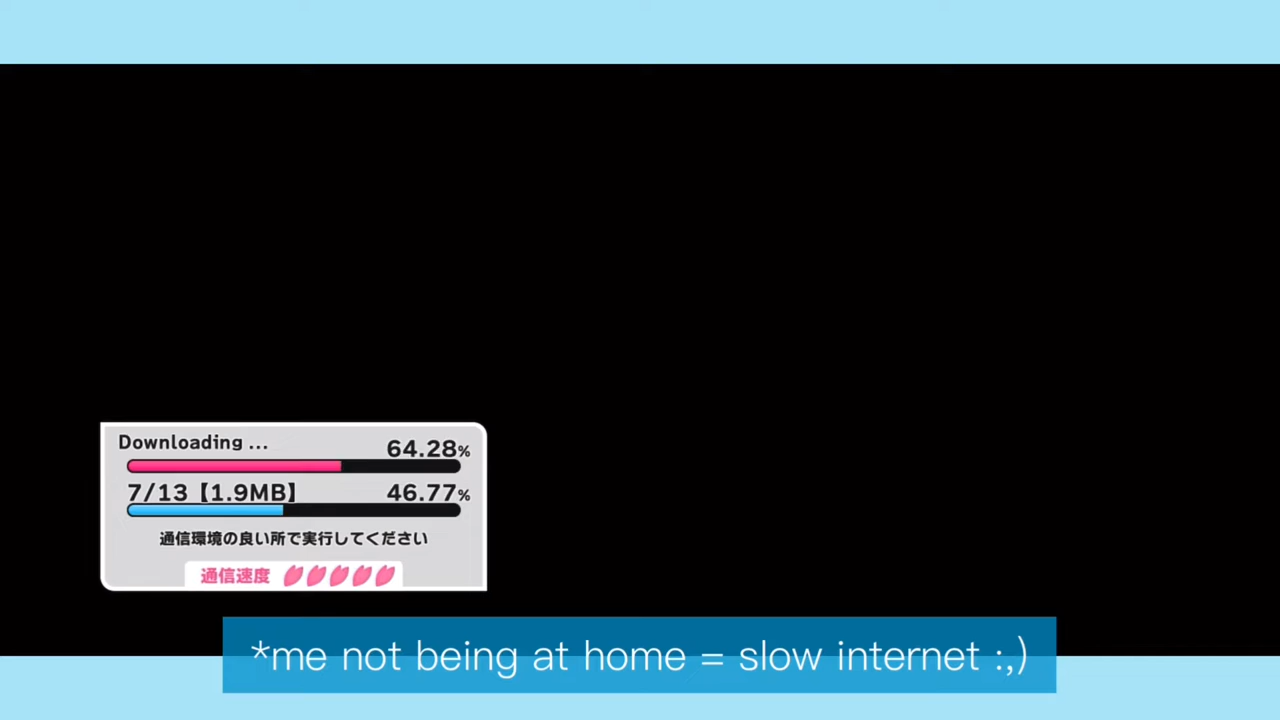 Downloading ...
64.28%
7/13【1.9MB】
46.77%
通信環境の良い所で実行してください
通信速度
*me not being at home = slow internet :,)